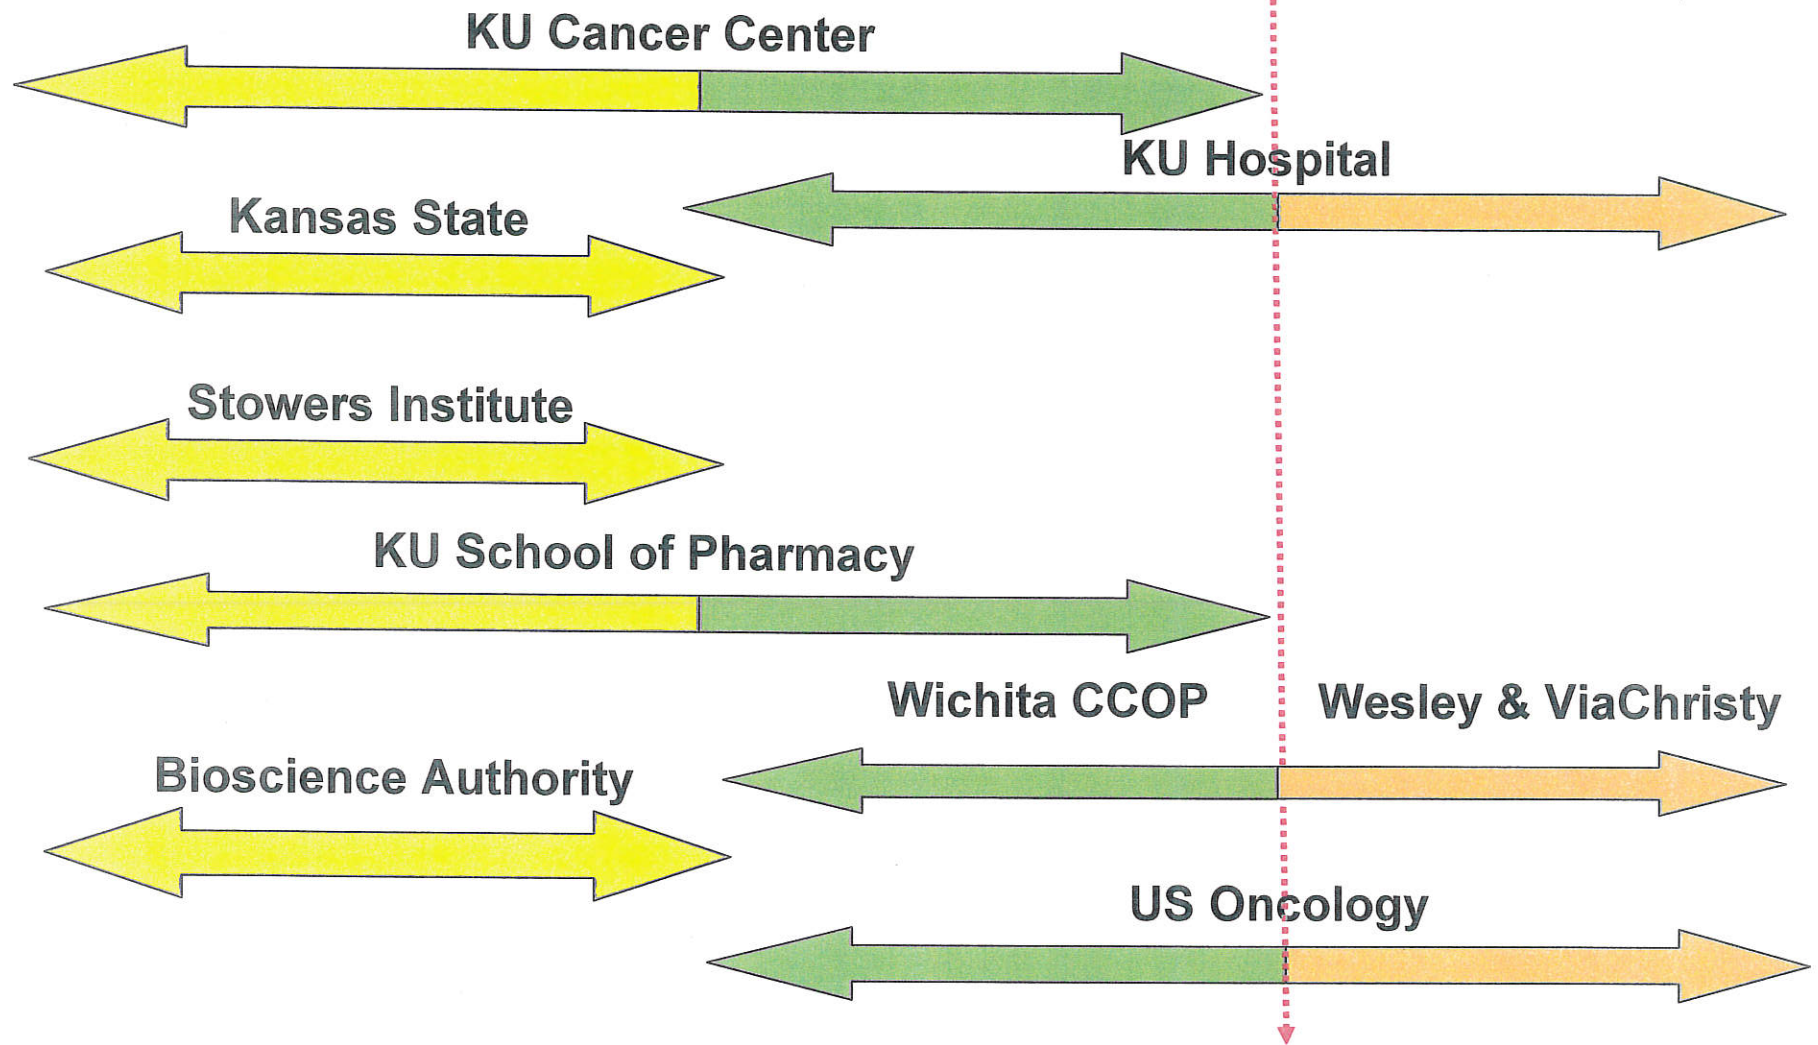 KU Cancer Center
KU Hospital
Kansas State
Stowers Institute
KU School of Pharmacy
Wichita CCOP
Wesley & ViaChristy
Bioscience Authority
US Oncology